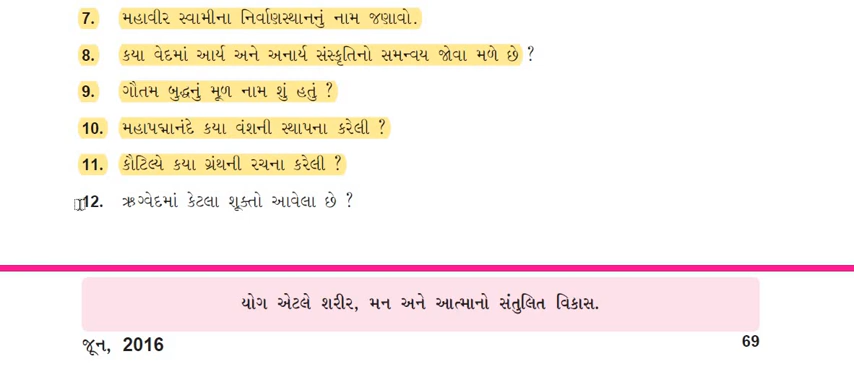 7. મહાવીર સ્વામીના નિર્વાણસ્થાનનું નામ જણાવો.
8. કયા વેદમાં આર્ય અને અનાર્ય સંસ્કૃતિનો સમન્વય જોવા મળે છે ?
9. ગૌતમ બુદ્ધનું મૂળ નામ શું હતું ?
10. મહાપદ્માનંદે કયા વંશની સ્થાપના કરેલી ?
11. કૌટિલ્યે કયા ગ્રંથની રચના કરેલી ?
12. ઋગ્વેદમાં કેટલા શૂક્તો આવેલા છે ?
યોગ એટલે શરીર, મન અને આત્માનો સંતુલિત વિકાસ.
જૂન, 2016 69